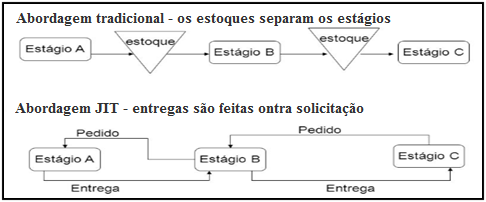 Abordagem tradicional - os estoques separam os estágios
Estágio A
estoque
Estágio B
estoque
Estágio C
Abordagem JIT - entregas são feitas ontra solicitação
Pedido
Pedido
Estágio A
Estágio B
Estágio C
Entrega
Entrega